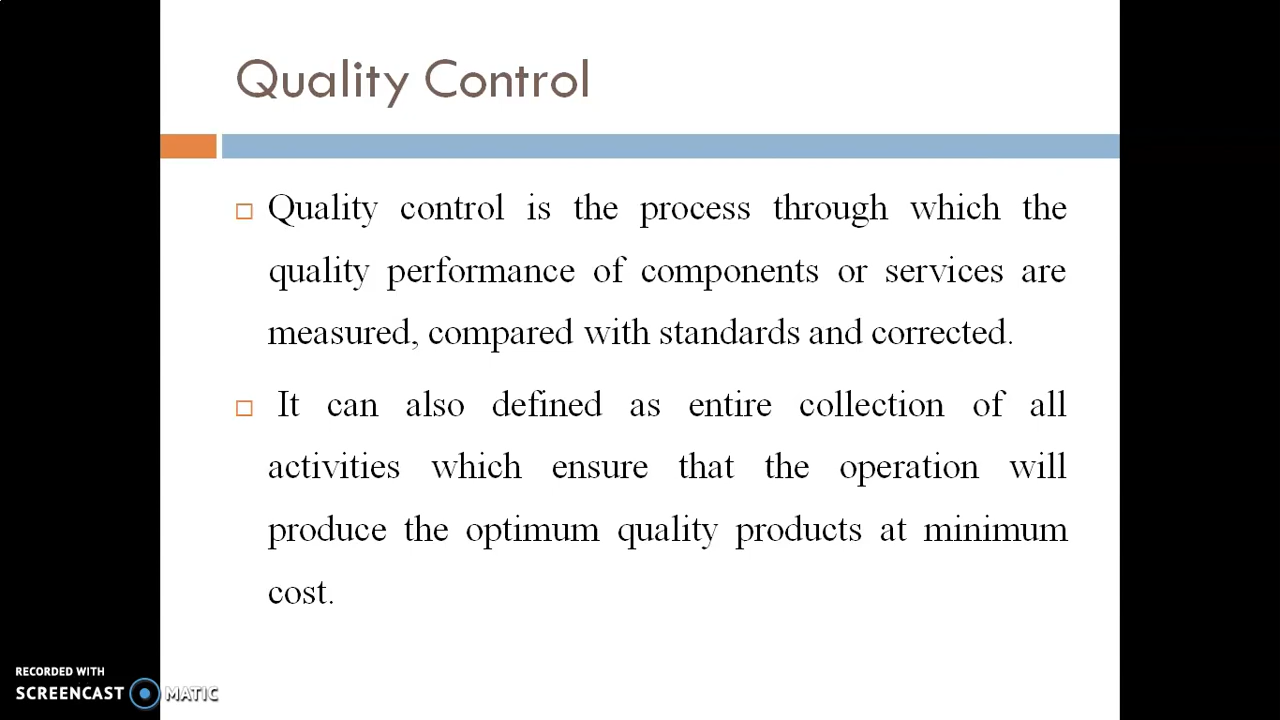 Quality Control
Quality control is the process through which the
quality performance of components or services are
measured, compared with standards and corrected.
It can also defined as entire collection of all
activities which ensure that the operation will
produce the optimum quality products at minimum
cost.
RECORDED WITH
SCREENCAST MATIC